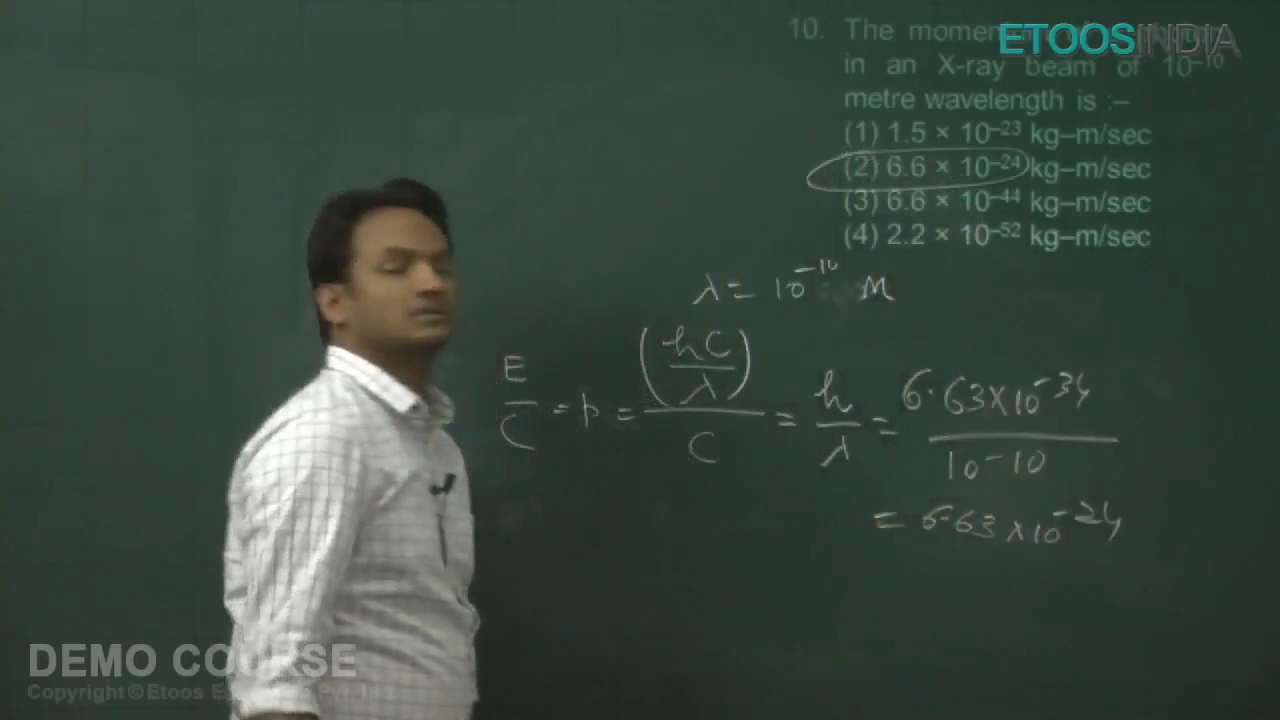 ETOOSINDIA
10. The
in an X-ray beam of 10⁻¹⁰
metre wavelength is :–
(1) 1.5 × 10⁻²³ kg–m/sec
(2) 6.6 × 10⁻²⁴ kg–m/sec
(3) 6.6 × 10⁻⁴⁴ kg–m/sec
(4) 2.2 × 10⁻⁵² kg–m/sec
λ = 10⁻¹⁰ M
E/C = p = (hC/λ)/C = h/λ = 6.63×10⁻³⁴/10⁻¹⁰
= 6.63 ×10⁻²⁴
DEMO COURSE
Copyright © Etoos